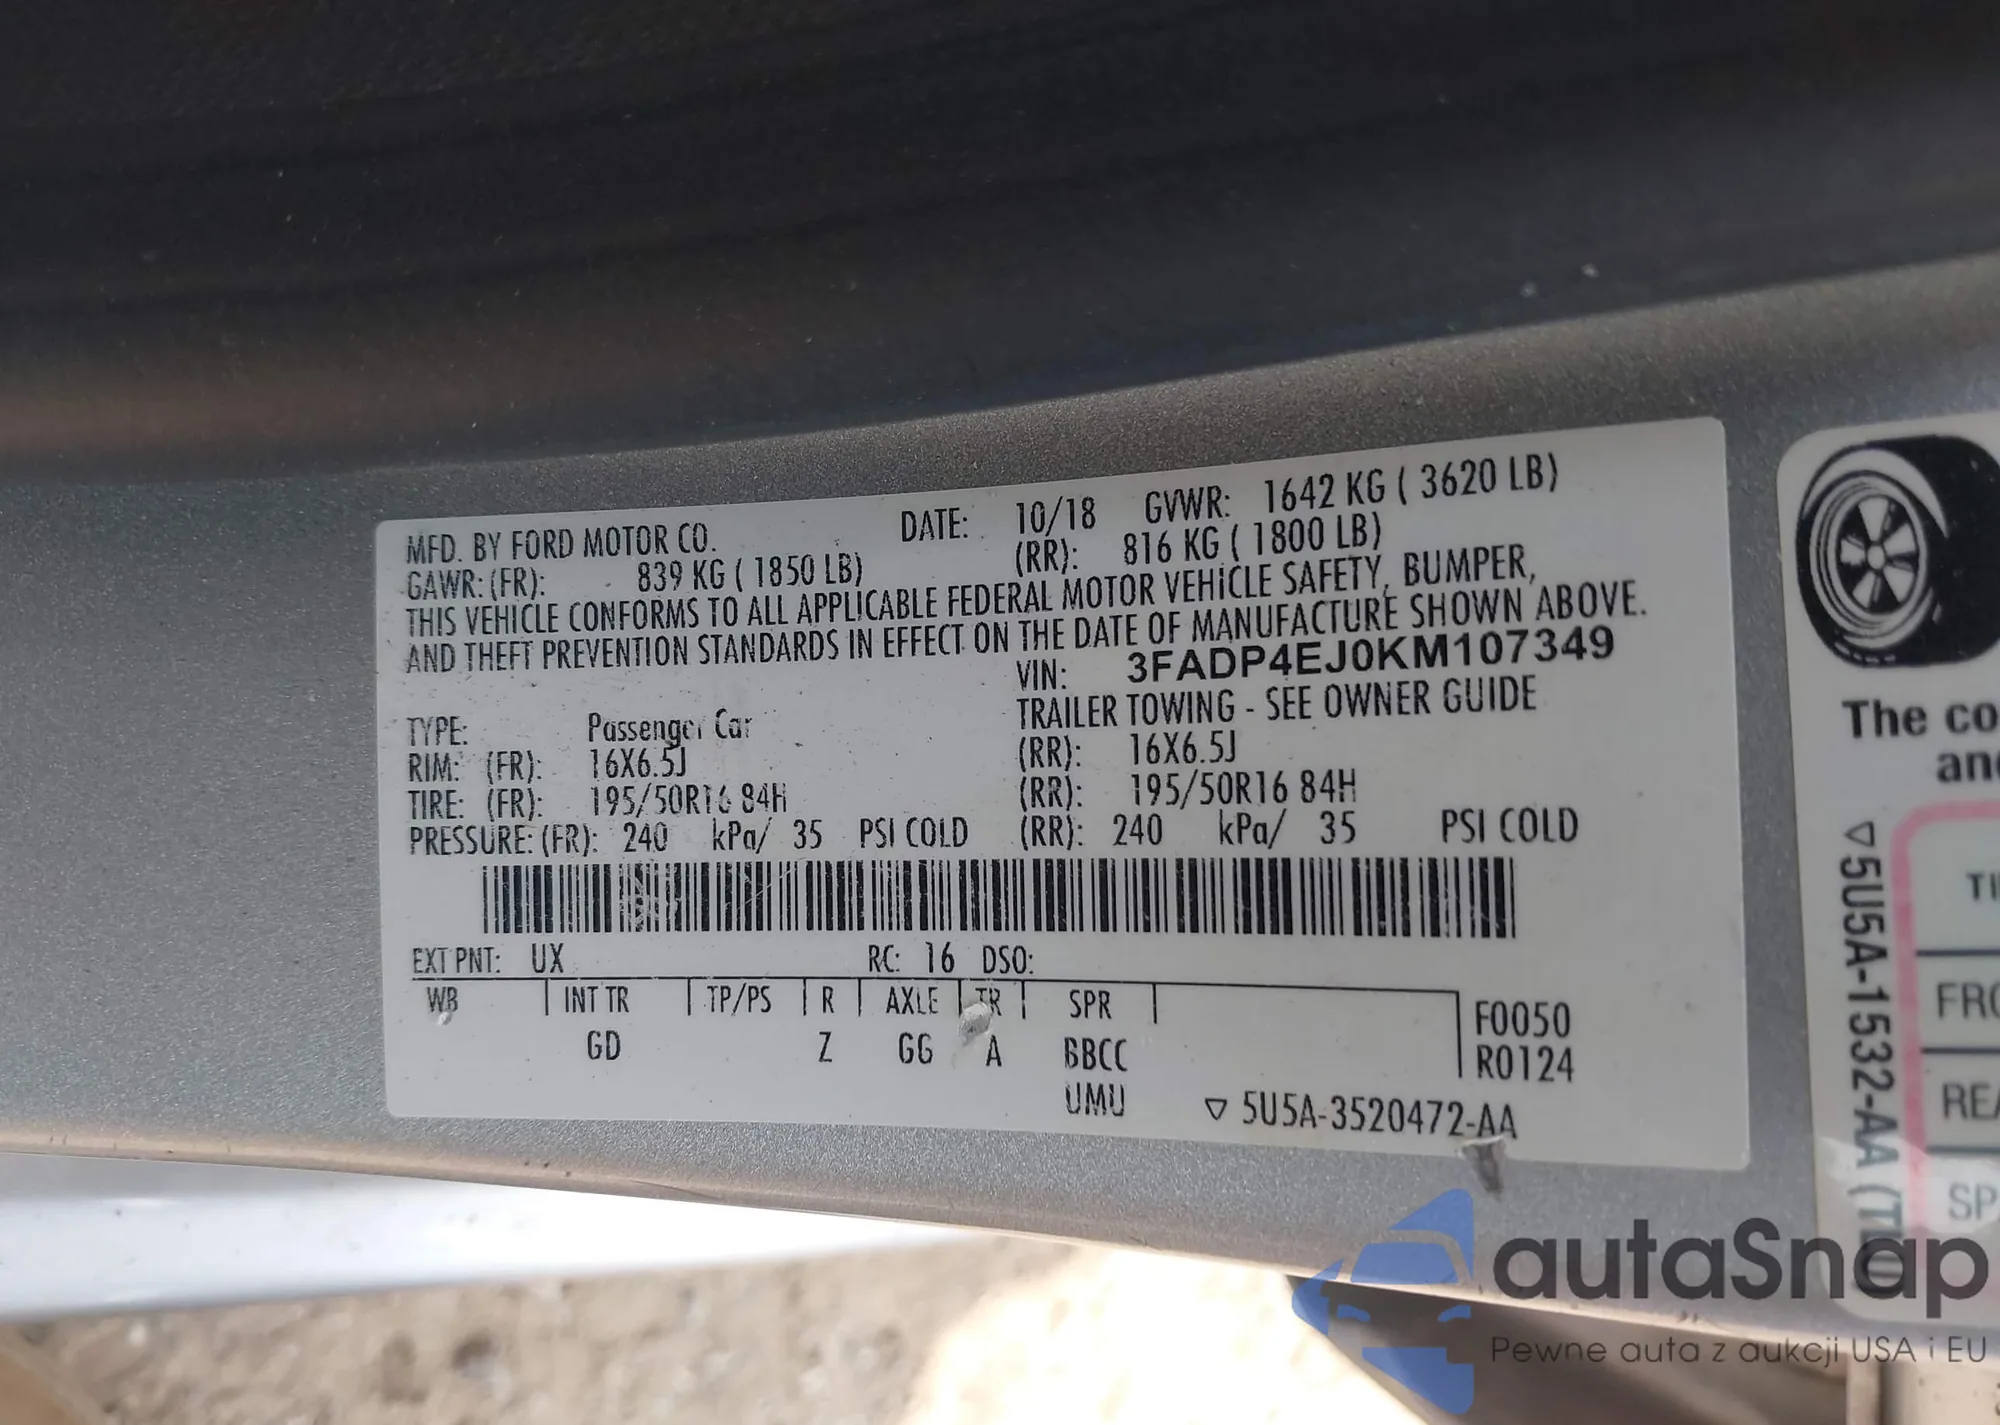 MFD. BY FORD MOTOR CO. DATE: 10/18 GVWR: 1642 KG ( 3620 LB)
GAWR: (FR): 839 KG ( 1850 LB) (RR): 816 KG ( 1800 LB)
THIS VEHICLE CONFORMS TO ALL APPLICABLE FEDERAL MOTOR VEHICLE SAFETY, BUMPER,
AND THEFT PREVENTION STANDARDS IN EFFECT ON THE DATE OF MANUFACTURE SHOWN ABOVE.
VIN: 3FADP4EJ0KM107349
TYPE: Passenger Car TRAILER TOWING - SEE OWNER GUIDE
RIM: (FR): 16X6.5J (RR): 16X6.5J
TIRE: (FR): 195/50R16 84H (RR): 195/50R16 84H
PRESSURE: (FR): 240 kPa/ 35 PSI COLD (RR): 240 kPa/ 35 PSI COLD
EXT PNT: UX RC: 16 DSO:
WB INT TR TP/PS R AXLE TR SPR F0050
GD Z GG A BBCC R0124
UMU ▽ 5U5A-3520472-AA
The co
and
▽5U5A-1532-AA
TI
FRO
REA
SP
autaSnap
Pewne auta z aukcji USA i EU